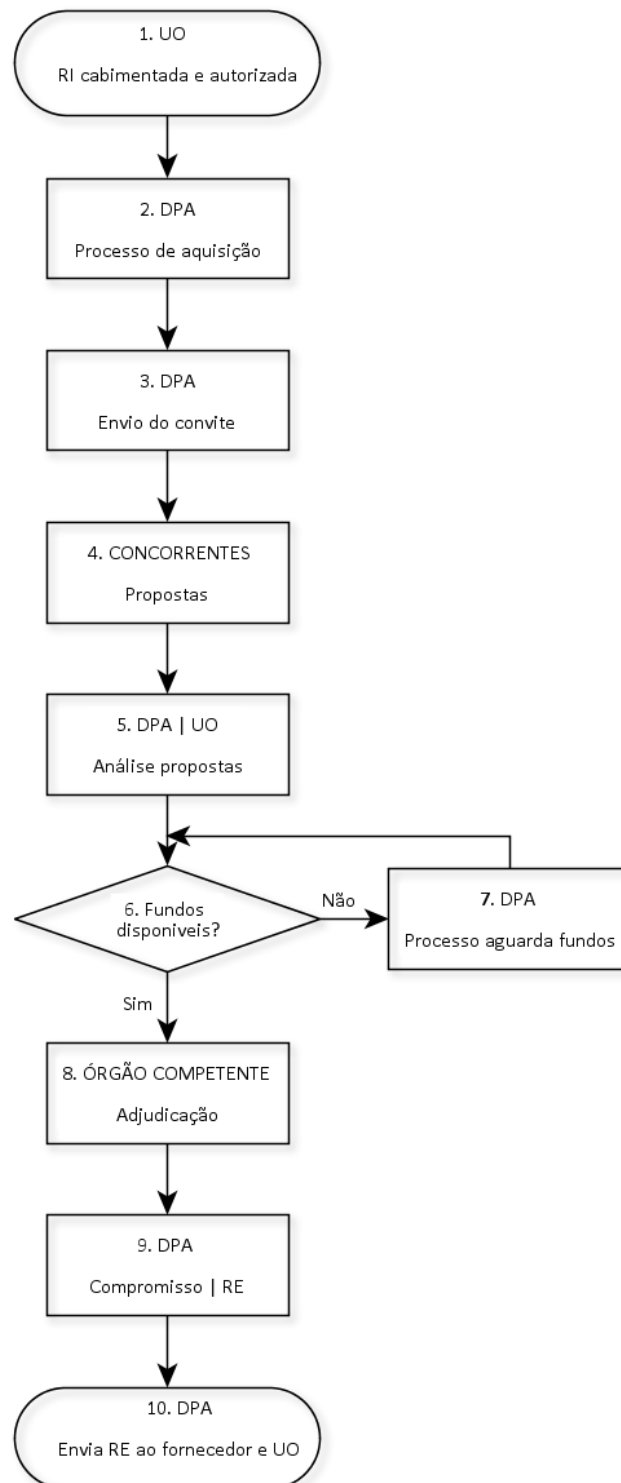 1. UO
RI cabimentada e autorizada
2. DPA
Processo de aquisição
3. DPA
Envio do convite
4. CONCORRENTES
Propostas
5. DPA | UO
Análise propostas
6. Fundos
disponiveis?
Não
7. DPA
Processo aguarda fundos
Sim
8. ÓRGÃO COMPETENTE
Adjudicação
9. DPA
Compromisso | RE
10. DPA
Envia RE ao fornecedor e UO